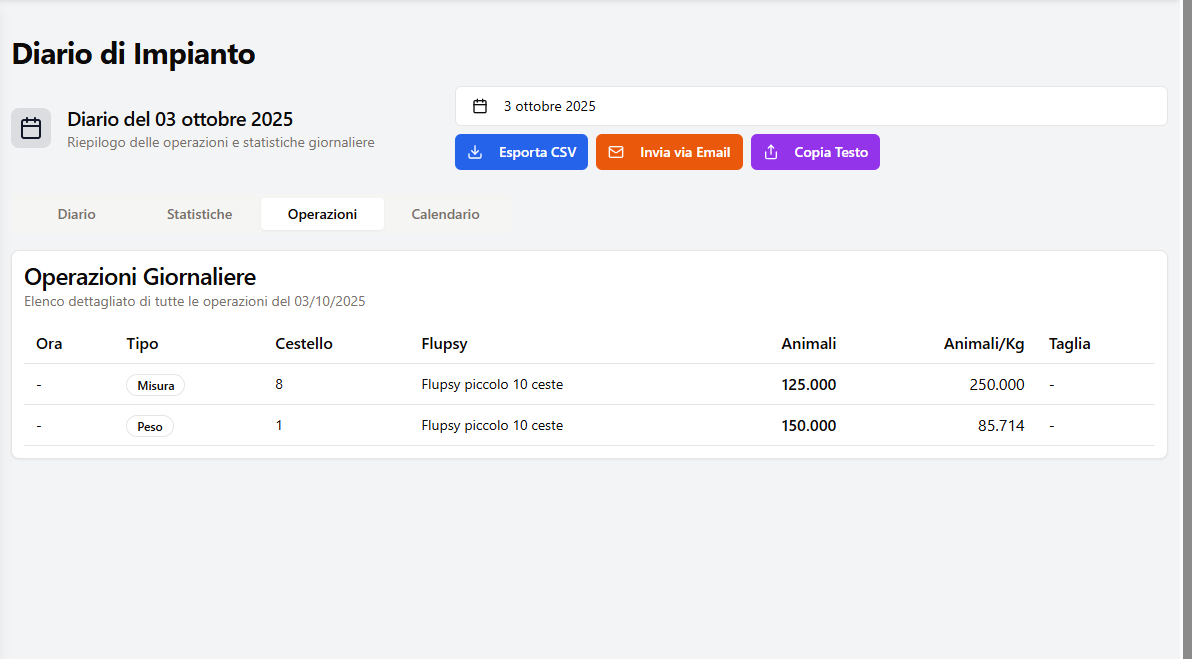 Diario di Impianto
Diario del 03 ottobre 2025
Riepilogo delle operazioni e statistiche giornaliere
3 ottobre 2025
Esporta CSV Invia via Email Copia Testo
Diario Statistiche Operazioni Calendario
Operazioni Giornaliere
Elenco dettagliato di tutte le operazioni del 03/10/2025
Ora Tipo Cestello Flupsy Animali Animali/Kg Taglia
- Misura 8 Flupsy piccolo 10 ceste 125.000 250.000 -
- Peso 1 Flupsy piccolo 10 ceste 150.000 85.714 -